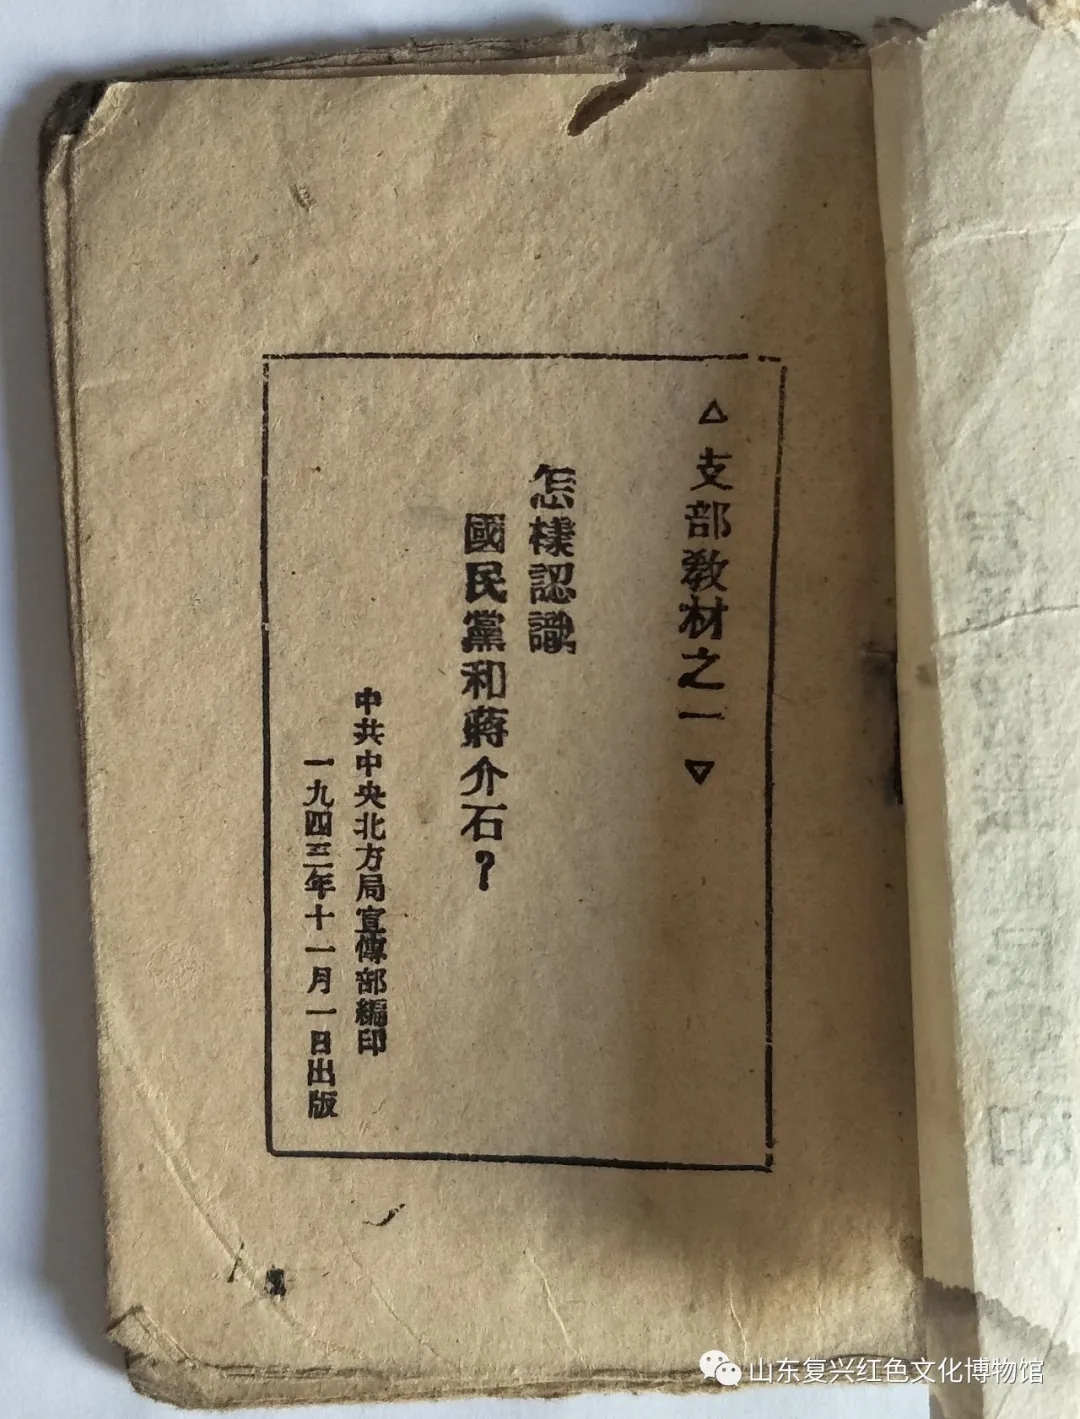 △支部教材之一▽
怎樣認識
國民黨和蔣介石？
中共中央北方局宣傳部編印
一九四三年十一月一日出版
山东复兴红色文化博物馆